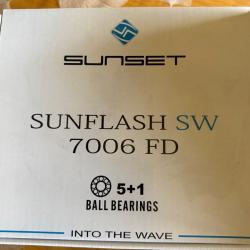 SUNSET
SUNFLASH SW
7006 FD
5+1
BALL BEARINGS
INTO THE WAVE